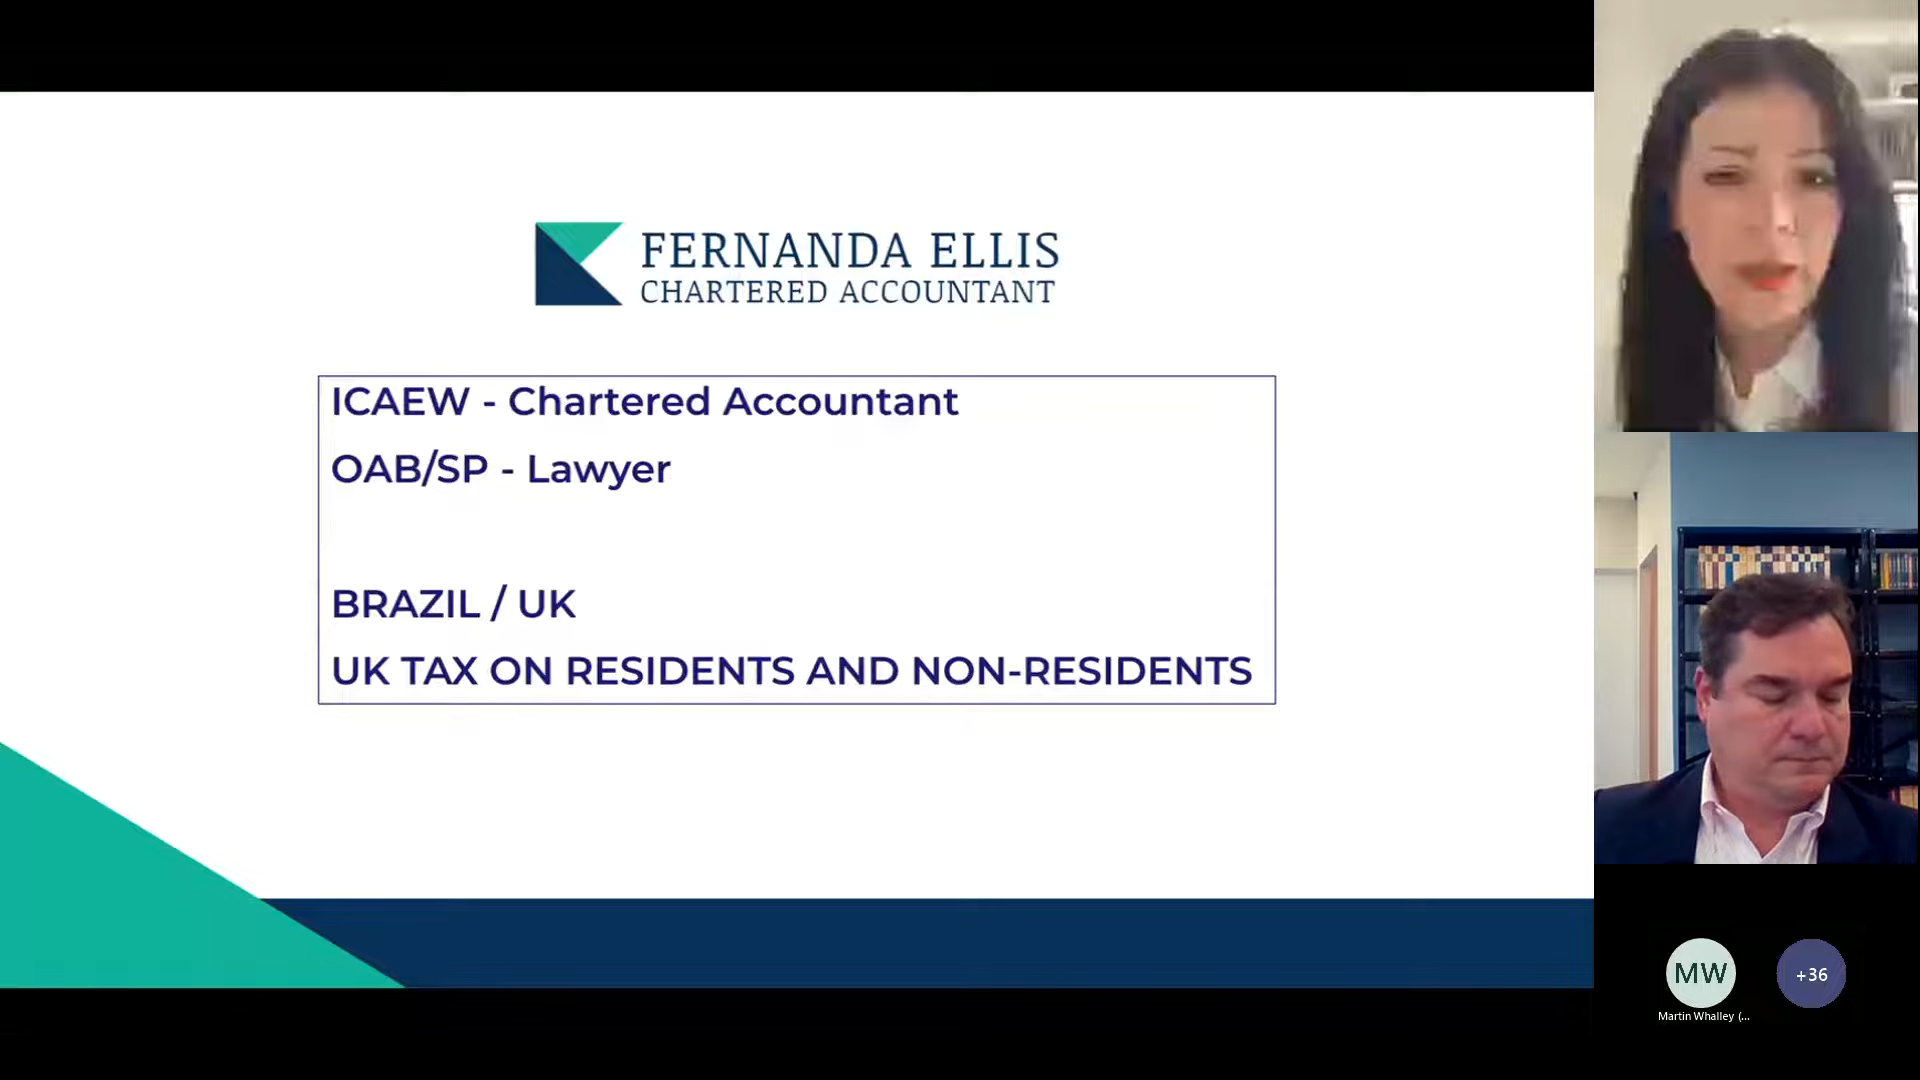 FERNANDA ELLIS
CHARTERED ACCOUNTANT
ICAEW - Chartered Accountant
OAB/SP - Lawyer
BRAZIL / UK
UK TAX ON RESIDENTS AND NON-RESIDENTS
MW
+36
Martin Whalley (...